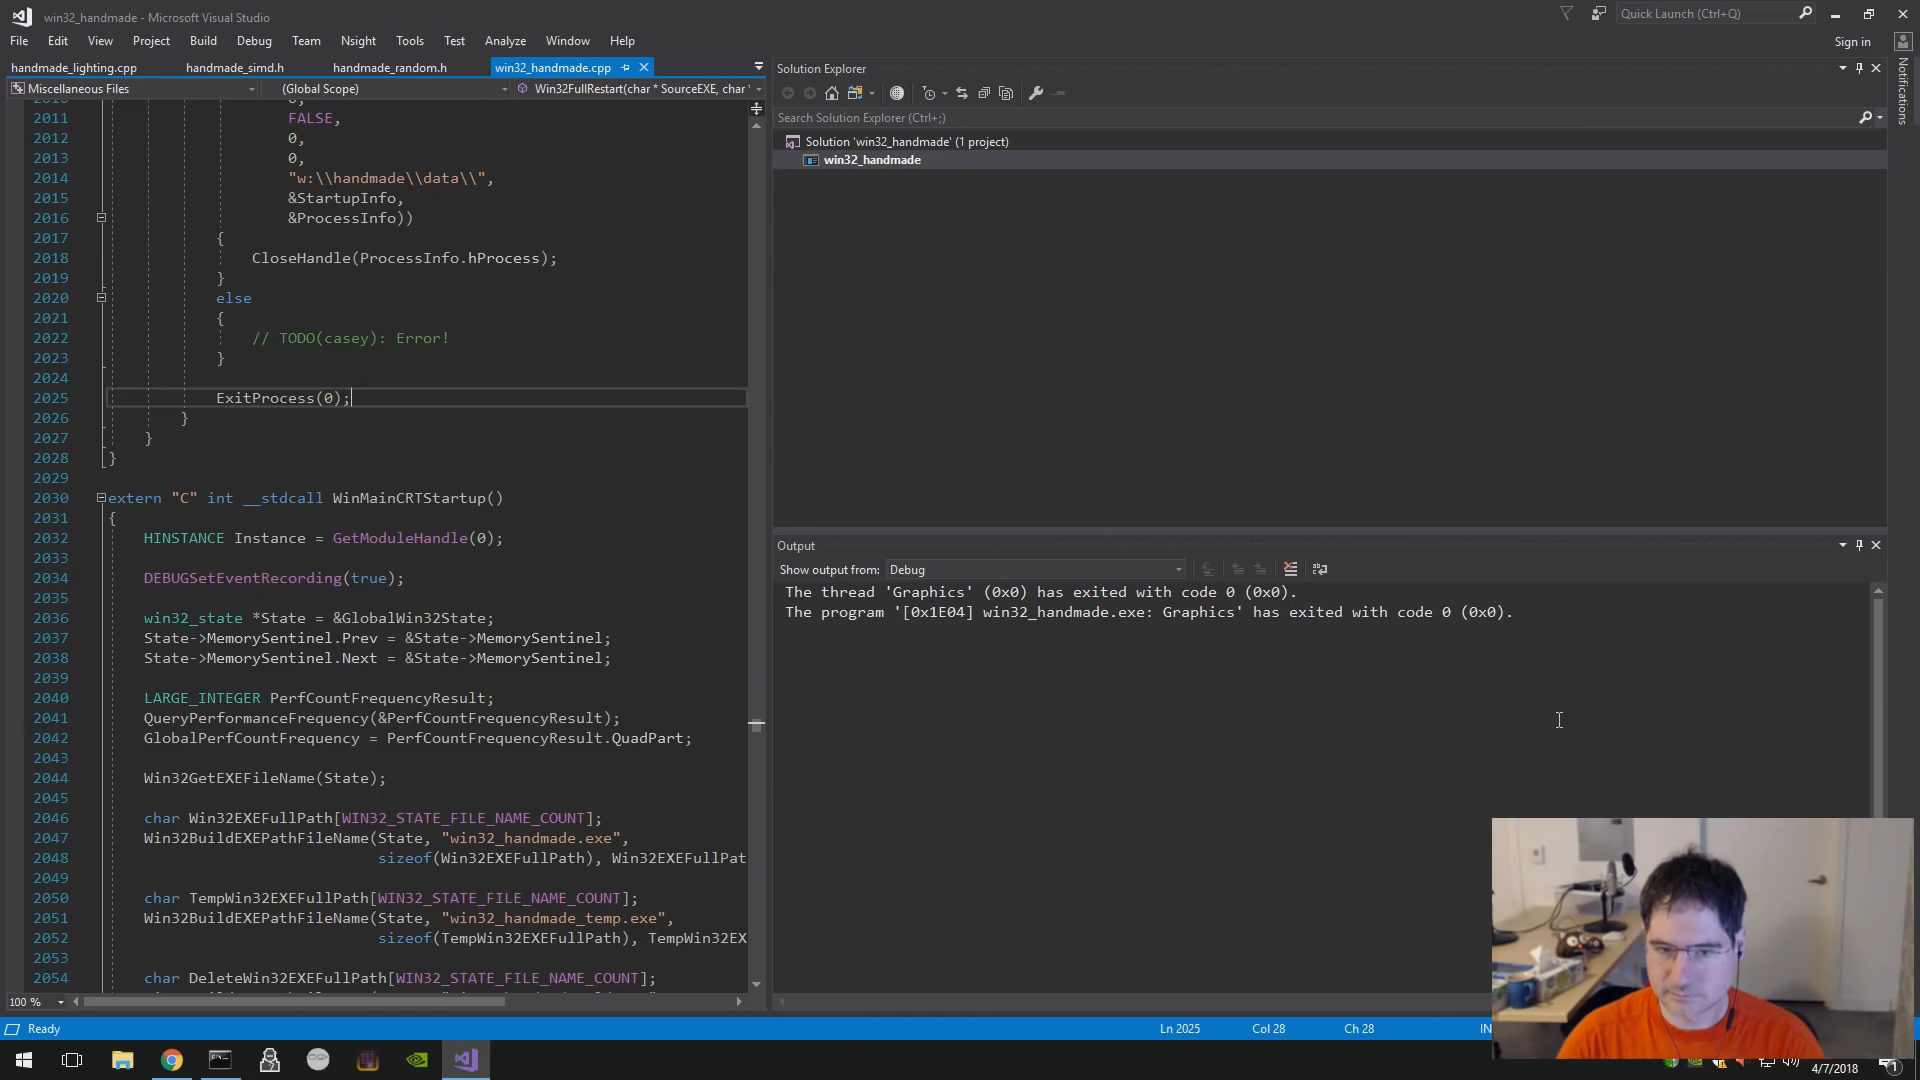 win32_handmade - Microsoft Visual Studio
Quick Launch (Ctrl+Q)
File Edit View Project Build Debug Team Nsight Tools Test Analyze Window Help
Sign in
handmade_lighting.cpp handmade_simd.h handmade_random.h win32_handmade.cpp
Miscellaneous Files (Global Scope) Win32FullRestart(char * SourceEXE, char *
2011 FALSE,
2012 0,
2013 0,
2014 "w:\\handmade\\data\\",
2015 &StartupInfo,
2016 &ProcessInfo))
2017 {
2018 CloseHandle(ProcessInfo.hProcess);
2019 }
2020 else
2021 {
2022 // TODO(casey): Error!
2023 }
2024
2025 ExitProcess(0);
2026 }
2027 }
2028 }
2029
2030 extern "C" int __stdcall WinMainCRTStartup()
2031 {
2032 HINSTANCE Instance = GetModuleHandle(0);
2033
2034 DEBUGSetEventRecording(true);
2035
2036 win32_state *State = &GlobalWin32State;
2037 State->MemorySentinel.Prev = &State->MemorySentinel;
2038 State->MemorySentinel.Next = &State->MemorySentinel;
2039
2040 LARGE_INTEGER PerfCountFrequencyResult;
2041 QueryPerformanceFrequency(&PerfCountFrequencyResult);
2042 GlobalPerfCountFrequency = PerfCountFrequencyResult.QuadPart;
2043
2044 Win32GetEXEFileName(State);
2045
2046 char Win32EXEFullPath[WIN32_STATE_FILE_NAME_COUNT];
2047 Win32BuildEXEPathFileName(State, "win32_handmade.exe",
2048 sizeof(Win32EXEFullPath), Win32EXEFullPat
2049
2050 char TempWin32EXEFullPath[WIN32_STATE_FILE_NAME_COUNT];
2051 Win32BuildEXEPathFileName(State, "win32_handmade_temp.exe",
2052 sizeof(TempWin32EXEFullPath), TempWin32EX
2053
2054 char DeleteWin32EXEFullPath[WIN32_STATE_FILE_NAME_COUNT];
100 %
Solution Explorer
Search Solution Explorer (Ctrl+;)
Solution 'win32_handmade' (1 project)
win32_handmade
Notifications
Output
Show output from: Debug
The thread 'Graphics' (0x0) has exited with code 0 (0x0).
The program '[0x1E04] win32_handmade.exe: Graphics' has exited with code 0 (0x0).
Ready Ln 2025 Col 28 Ch 28 IN
4/7/2018
1